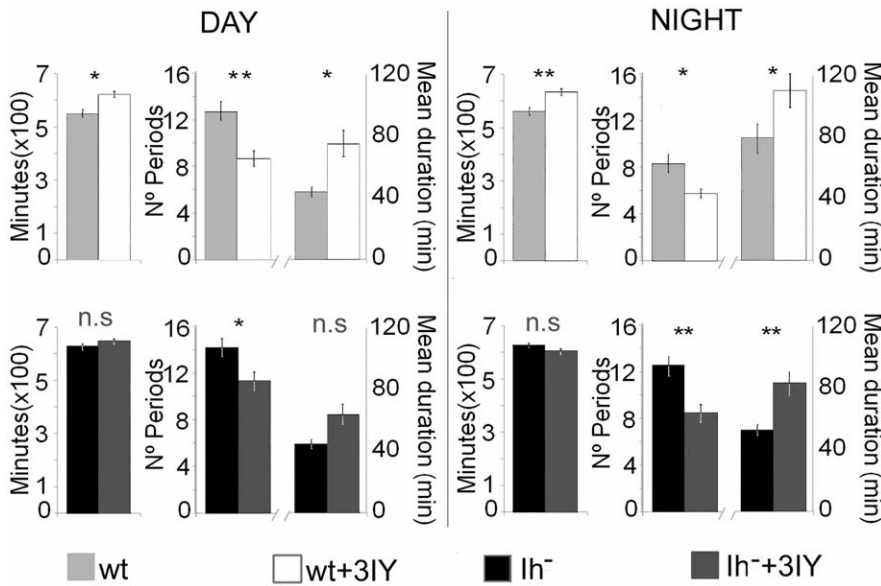 DAY NIGHT
* ** * ** * *
7 16 120 7 16 120
6 12 80 6 12 80
5 5
3 8 40 3 8 40
1 4 1 4
0 0 0 0 0 0
Minutes(x100) Nº Periods Mean duration (min) Minutes(x100) Nº Periods Mean duration (min)
n.s * n.s n.s ** **
7 16 120 7 16 120
6 12 80 6 12 80
5 5
3 8 40 3 8 40
1 4 1 4
0 0 0 0 0 0
Minutes(x100) Nº Periods Mean duration (min) Minutes(x100) Nº Periods Mean duration (min)
wt wt+3IY Ih⁻ Ih⁻+3IY